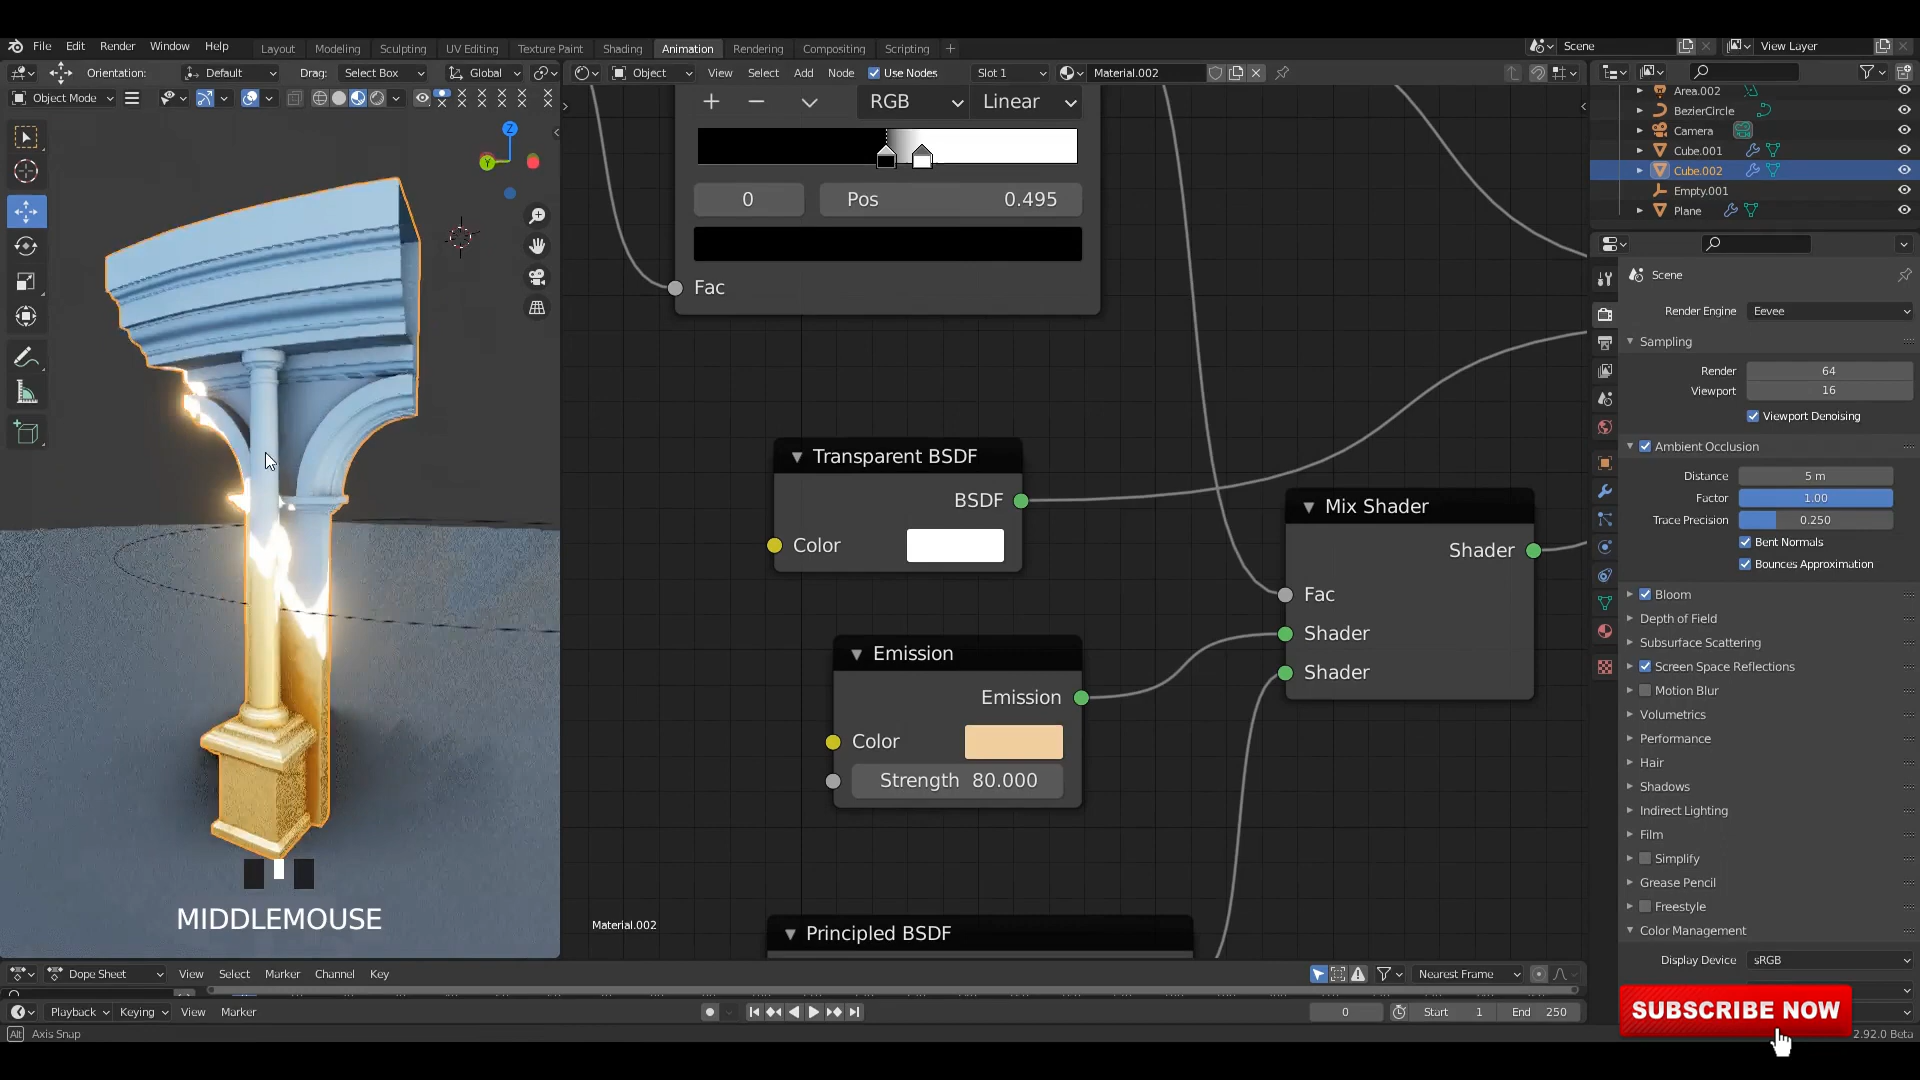 File Edit Render Window Help Layout Modeling Sculpting UV Editing Texture Paint Shading Animation Rendering Compositing Scripting + Scene View Layer
Orientation: Default Drag: Select Box Global Object View Select Add Node Use Nodes Slot 1 Material.002
Object Mode
RGB Linear
0 Pos 0.495
Fac
Transparent BSDF
BSDF
Color
Mix Shader
Shader
Fac
Shader
Shader
Emission
Emission
Color
Strength 80.000
Principled BSDF
Material.002
Z
Y
MIDDLEMOUSE
Area.002
BezierCircle
Camera
Cube.001
Cube.002
Empty.001
Plane
Scene
Render Engine Eevee
Sampling
Render 64
Viewport 16
Viewport Denoising
Ambient Occlusion
Distance 5 m
Factor 1.00
Trace Precision 0.250
Bent Normals
Bounces Approximation
Bloom
Depth of Field
Subsurface Scattering
Screen Space Reflections
Motion Blur
Volumetrics
Performance
Hair
Shadows
Indirect Lighting
Film
Simplify
Grease Pencil
Freestyle
Color Management
Display Device sRGB
SUBSCRIBE NOW
Dope Sheet View Select Marker Channel Key Nearest Frame
Playback Keying View Marker 0 Start 1 End 250
Alt Axis Snap 2.92.0 Beta